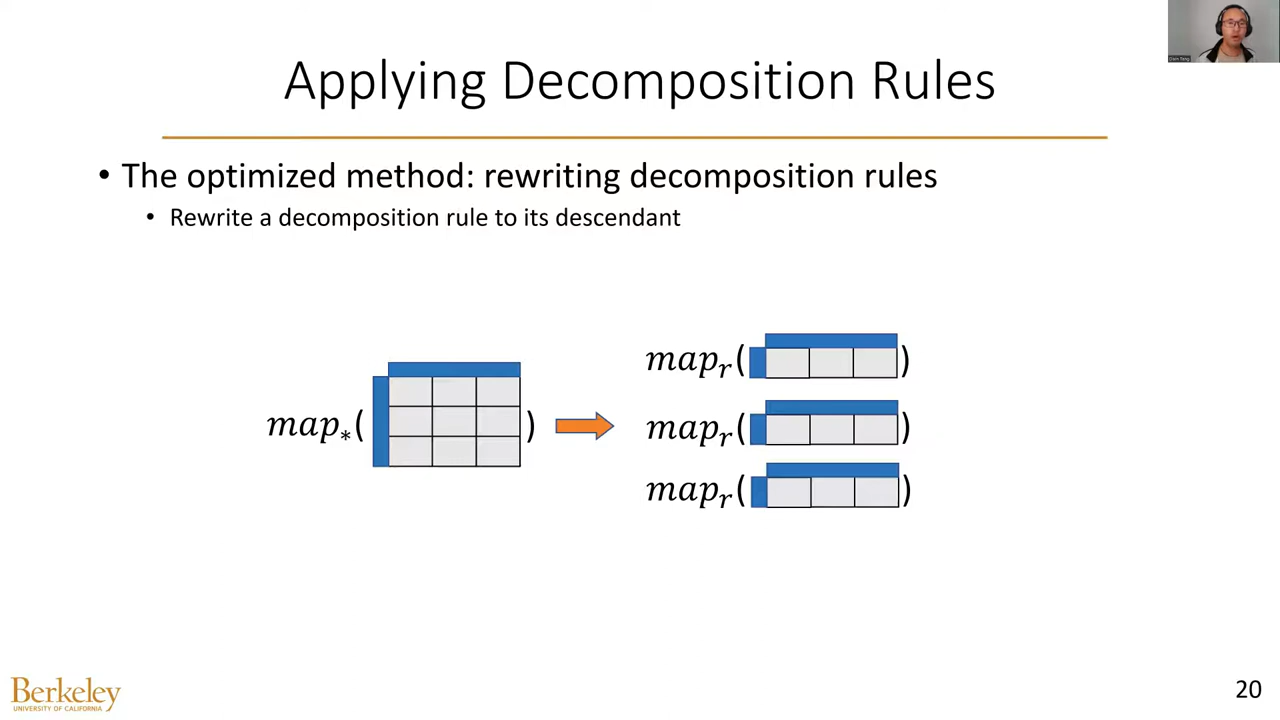 Applying Decomposition Rules
• The optimized method: rewriting decomposition rules
• Rewrite a decomposition rule to its descendant
map*( )
map_r( )
map_r( )
map_r( )
Berkeley
UNIVERSITY OF CALIFORNIA
20